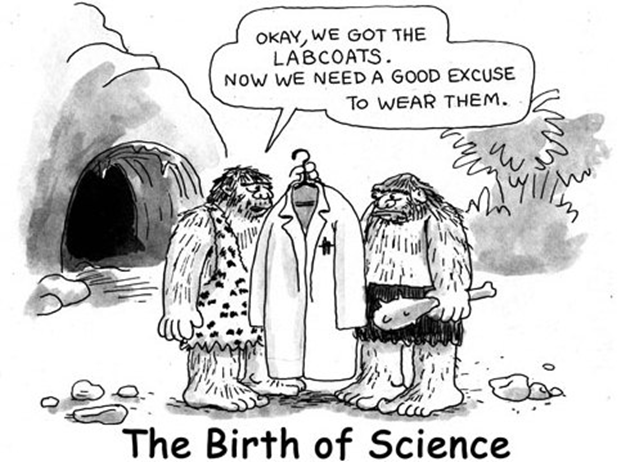 OKAY, WE GOT THE
LABCOATS.
NOW WE NEED A GOOD EXCUSE
TO WEAR THEM.
The Birth of Science